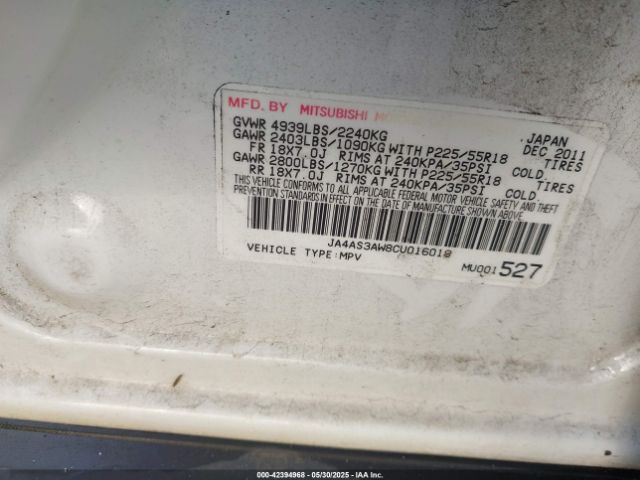 MFD. BY MITSUBISHI
JAPAN
GVWR 4939LBS/2240KG DEC 2011
GAWR 2403LBS/1090KG WITH P225/55R18 TIRES
FR 18X7.0J RIMS AT 240KPA/35PSI COLD
GAWR 2800LBS/1270KG WITH P225/55R18 TIRES
RR 18X7.0J RIMS AT 240KPA/35PSI COLD
THIS VEHICLE CONFORMS TO ALL APPLICABLE FEDERAL MOTOR VEHICLE SAFETY AND THEFT
PREVENTION STANDARDS IN EFFECT ON THE DATE OF MANUFACTURE SHOWN ABOVE.
JA4AS3AW8CU016019
VEHICLE TYPE:MPV
MU001527
000-42394968 - 05/30/2025 - IAA Inc.